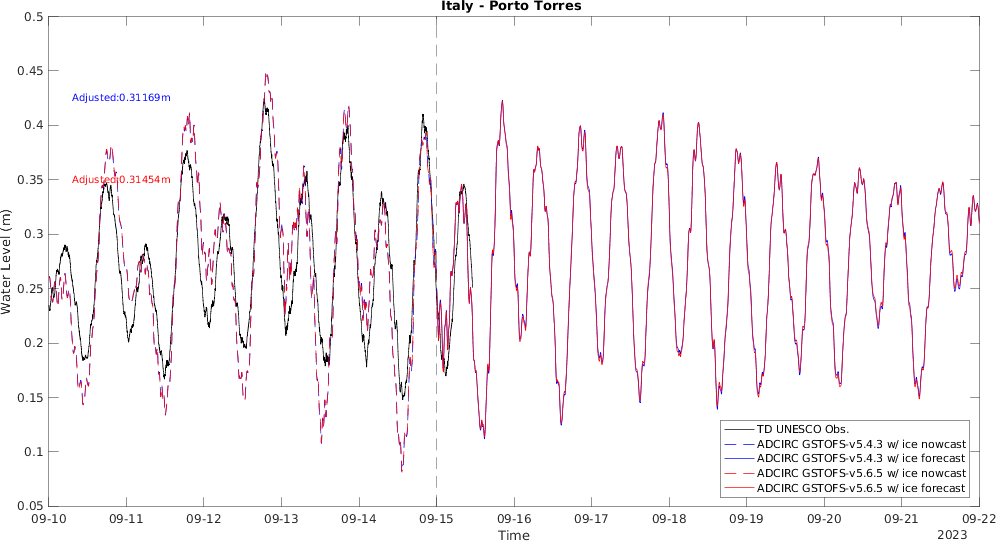 Italy - Porto Torres
0.5
0.45
0.4
0.35
0.3
0.25
0.2
0.15
0.1
0.05
Water Level (m)
Adjusted:0.31169m
Adjusted:0.31454m
TD UNESCO Obs.
ADCIRC GSTOFS-v5.4.3 w/ ice nowcast
ADCIRC GSTOFS-v5.4.3 w/ ice forecast
ADCIRC GSTOFS-v5.6.5 w/ ice nowcast
ADCIRC GSTOFS-v5.6.5 w/ ice forecast
09-10 09-11 09-12 09-13 09-14 09-15 09-16 09-17 09-18 09-19 09-20 09-21 09-22
Time
2023